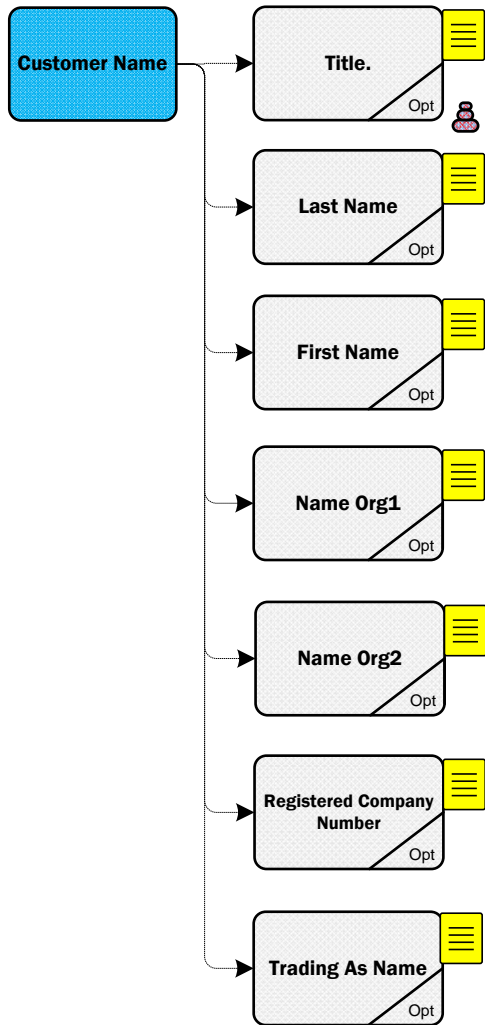 Customer Name
Title.
Opt
Last Name
Opt
First Name
Opt
Name Org1
Opt
Name Org2
Opt
Registered Company
Number
Opt
Trading As Name
Opt